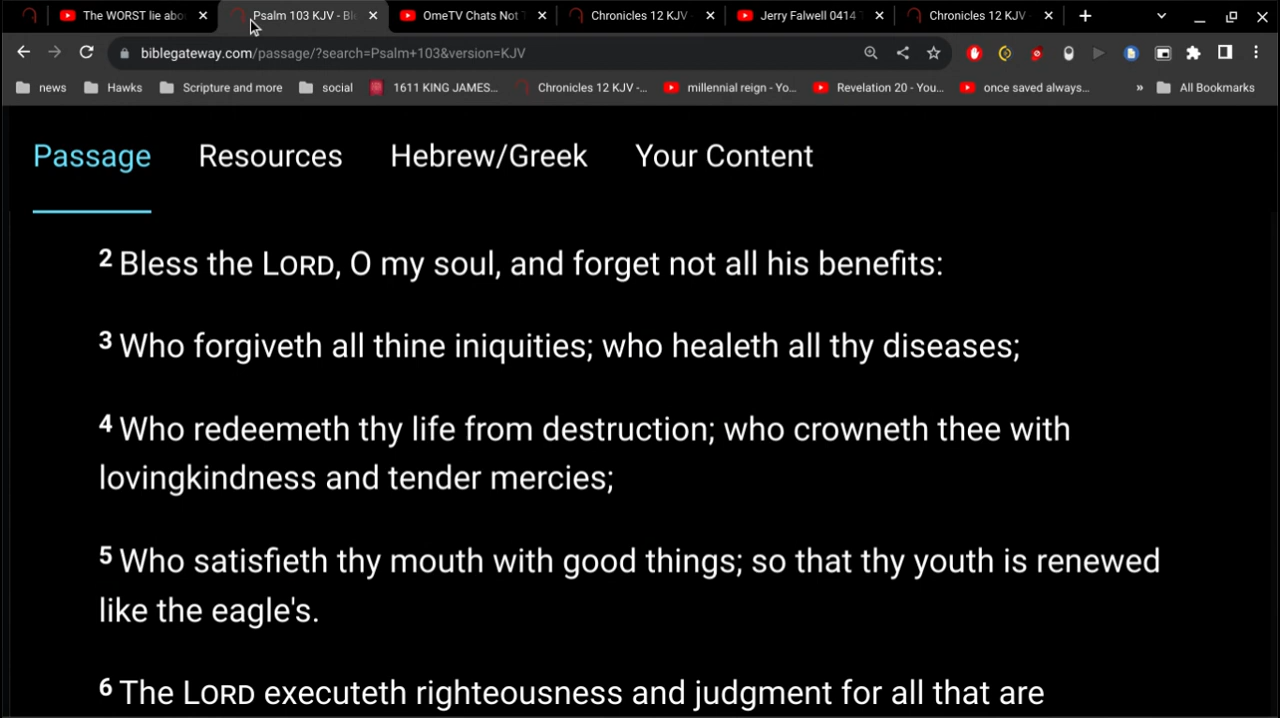 The WORST lie abo
Psalm 103 KJV - Bl
OmeTV Chats Not T
Chronicles 12 KJV -
Jerry Falwell 0414 T
Chronicles 12 KJV -
biblegateway.com/passage/?search=Psalm+103&version=KJV
news Hawks Scripture and more social 1611 KING JAMES... Chronicles 12 KJV -... millennial reign - Yo... Revelation 20 - You... once saved always... » All Bookmarks
Passage Resources Hebrew/Greek Your Content
2 Bless the LORD, O my soul, and forget not all his benefits:
3 Who forgiveth all thine iniquities; who healeth all thy diseases;
4 Who redeemeth thy life from destruction; who crowneth thee with
lovingkindness and tender mercies;
5 Who satisfieth thy mouth with good things; so that thy youth is renewed
like the eagle's.
6 The LORD executeth righteousness and judgment for all that are